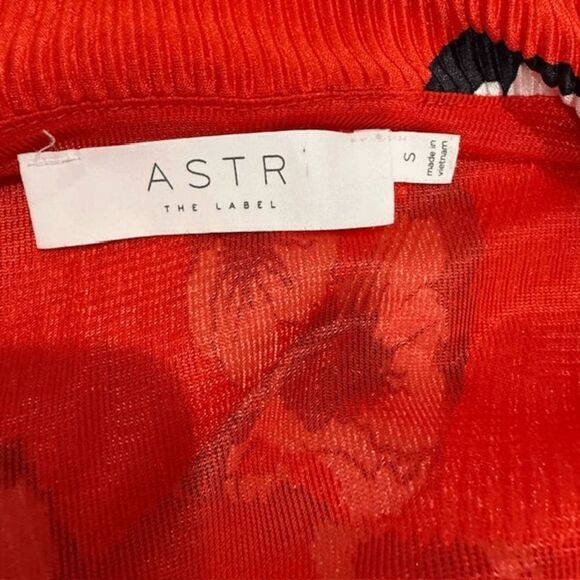 ASTR
THE LABEL
S
made in
vietnam